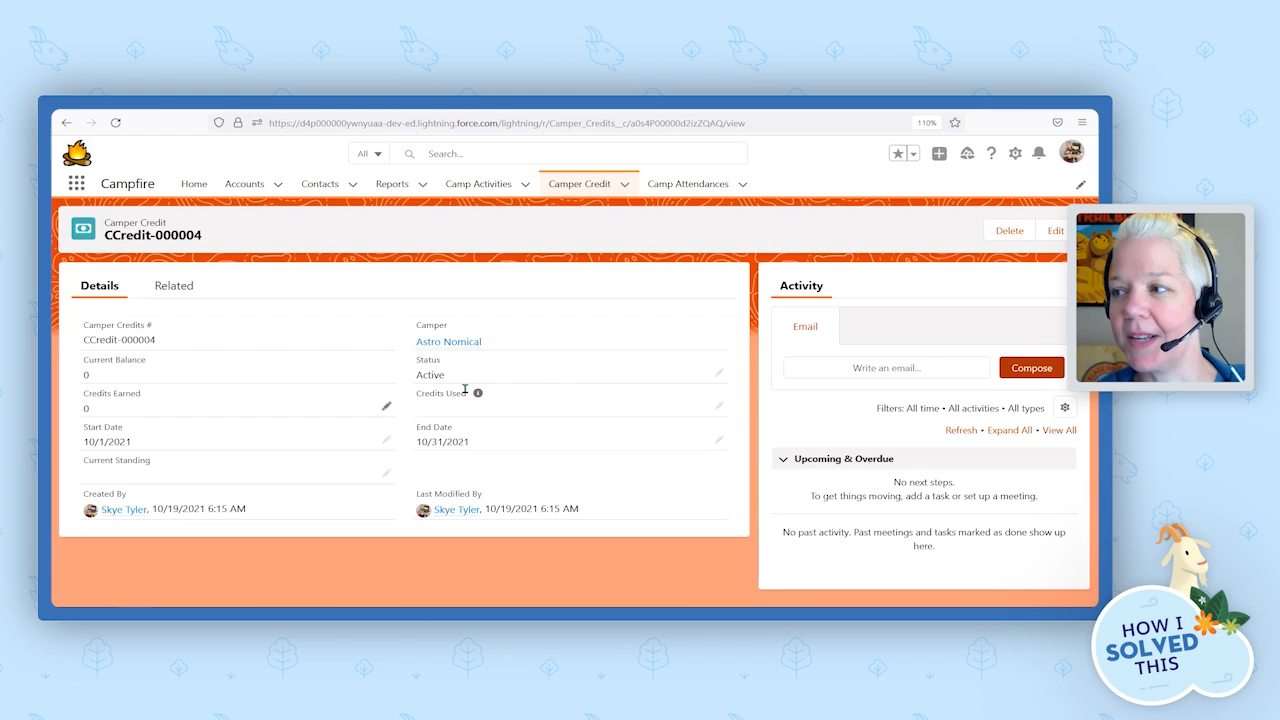 https://d4p000000ywnyuaa-dev-ed.lightning.force.com/lightning/r/Camper_Credits__c/a0s4P00000d2izZQAQ/view
110%
All
Search...
Campfire
Home
Accounts
Contacts
Reports
Camp Activities
Camper Credit
Camp Attendances
Camper Credit
CCredit-000004
Delete
Edit
Details
Related
Camper Credits #
CCredit-000004
Camper
Astro Nomical
Current Balance
0
Status
Active
Credits Earned
0
Credits Used
Start Date
10/1/2021
End Date
10/31/2021
Current Standing
Created By
Skye Tyler, 10/19/2021 6:15 AM
Last Modified By
Skye Tyler, 10/19/2021 6:15 AM
Activity
Email
Write an email...
Compose
Filters: All time • All activities • All types
Refresh • Expand All • View All
Upcoming & Overdue
No next steps.
To get things moving, add a task or set up a meeting.
No past activity. Past meetings and tasks marked as done show up
here.
HOW I
SOLVED
THIS